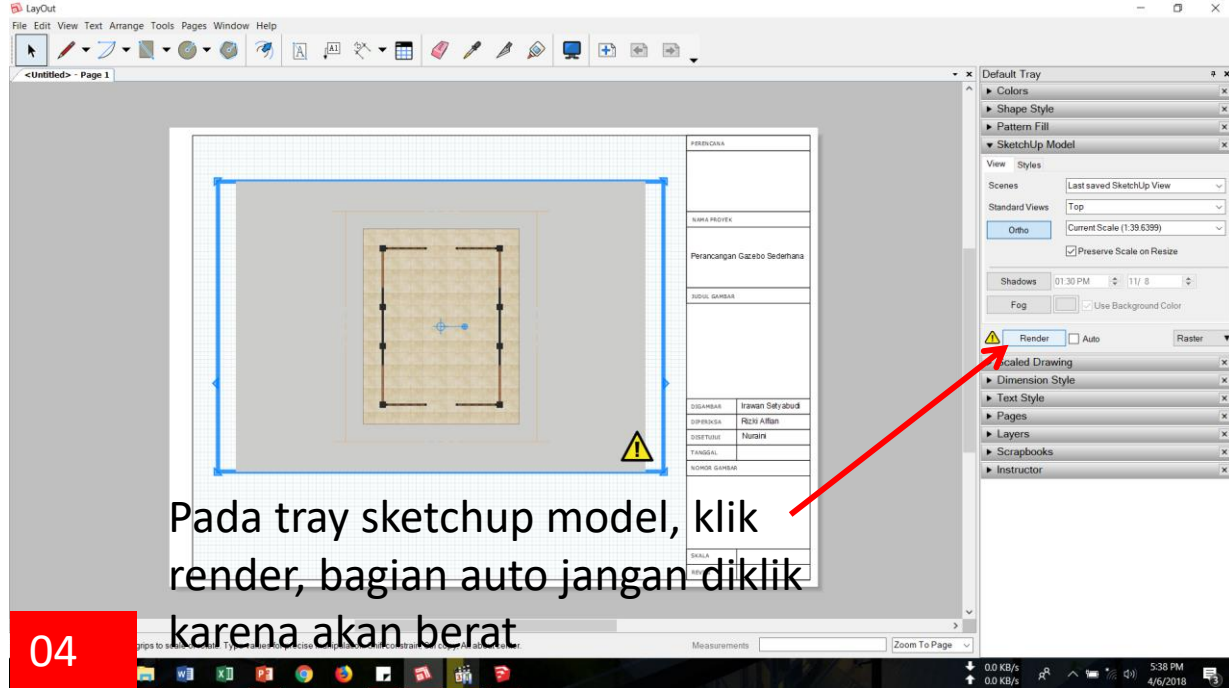 LayOut
File Edit View Text Arrange Tools Pages Window Help
<Untitled> - Page 1
Default Tray
Colors
Shape Style
Pattern Fill
SketchUp Model
View Styles
Scenes Last saved SketchUp View
Standard Views Top
Ortho Current Scale (1:39.6399)
Preserve Scale on Resize
Shadows 01:30 PM 11/ 8
Fog Use Background Color
Render Auto Raster
Scaled Drawing
Dimension Style
Text Style
Pages
Layers
Scrapbooks
Instructor
PERENCANA
NAMA PROYEK
Perancangan Gazebo Sederhana
JUDUL GAMBAR
DIGAMBAR Irawan Setyabudi
DIPERIKSA Rizki Alfian
DISETUJUI Nuraini
TANGGAL
NOMOR GAMBAR
SKALA
Pada tray sketchup model, klik
render, bagian auto jangan diklik
karena akan berat
04
Measurements Zoom To Page
0.0 KB/s
0.0 KB/s
5:38 PM
4/6/2018